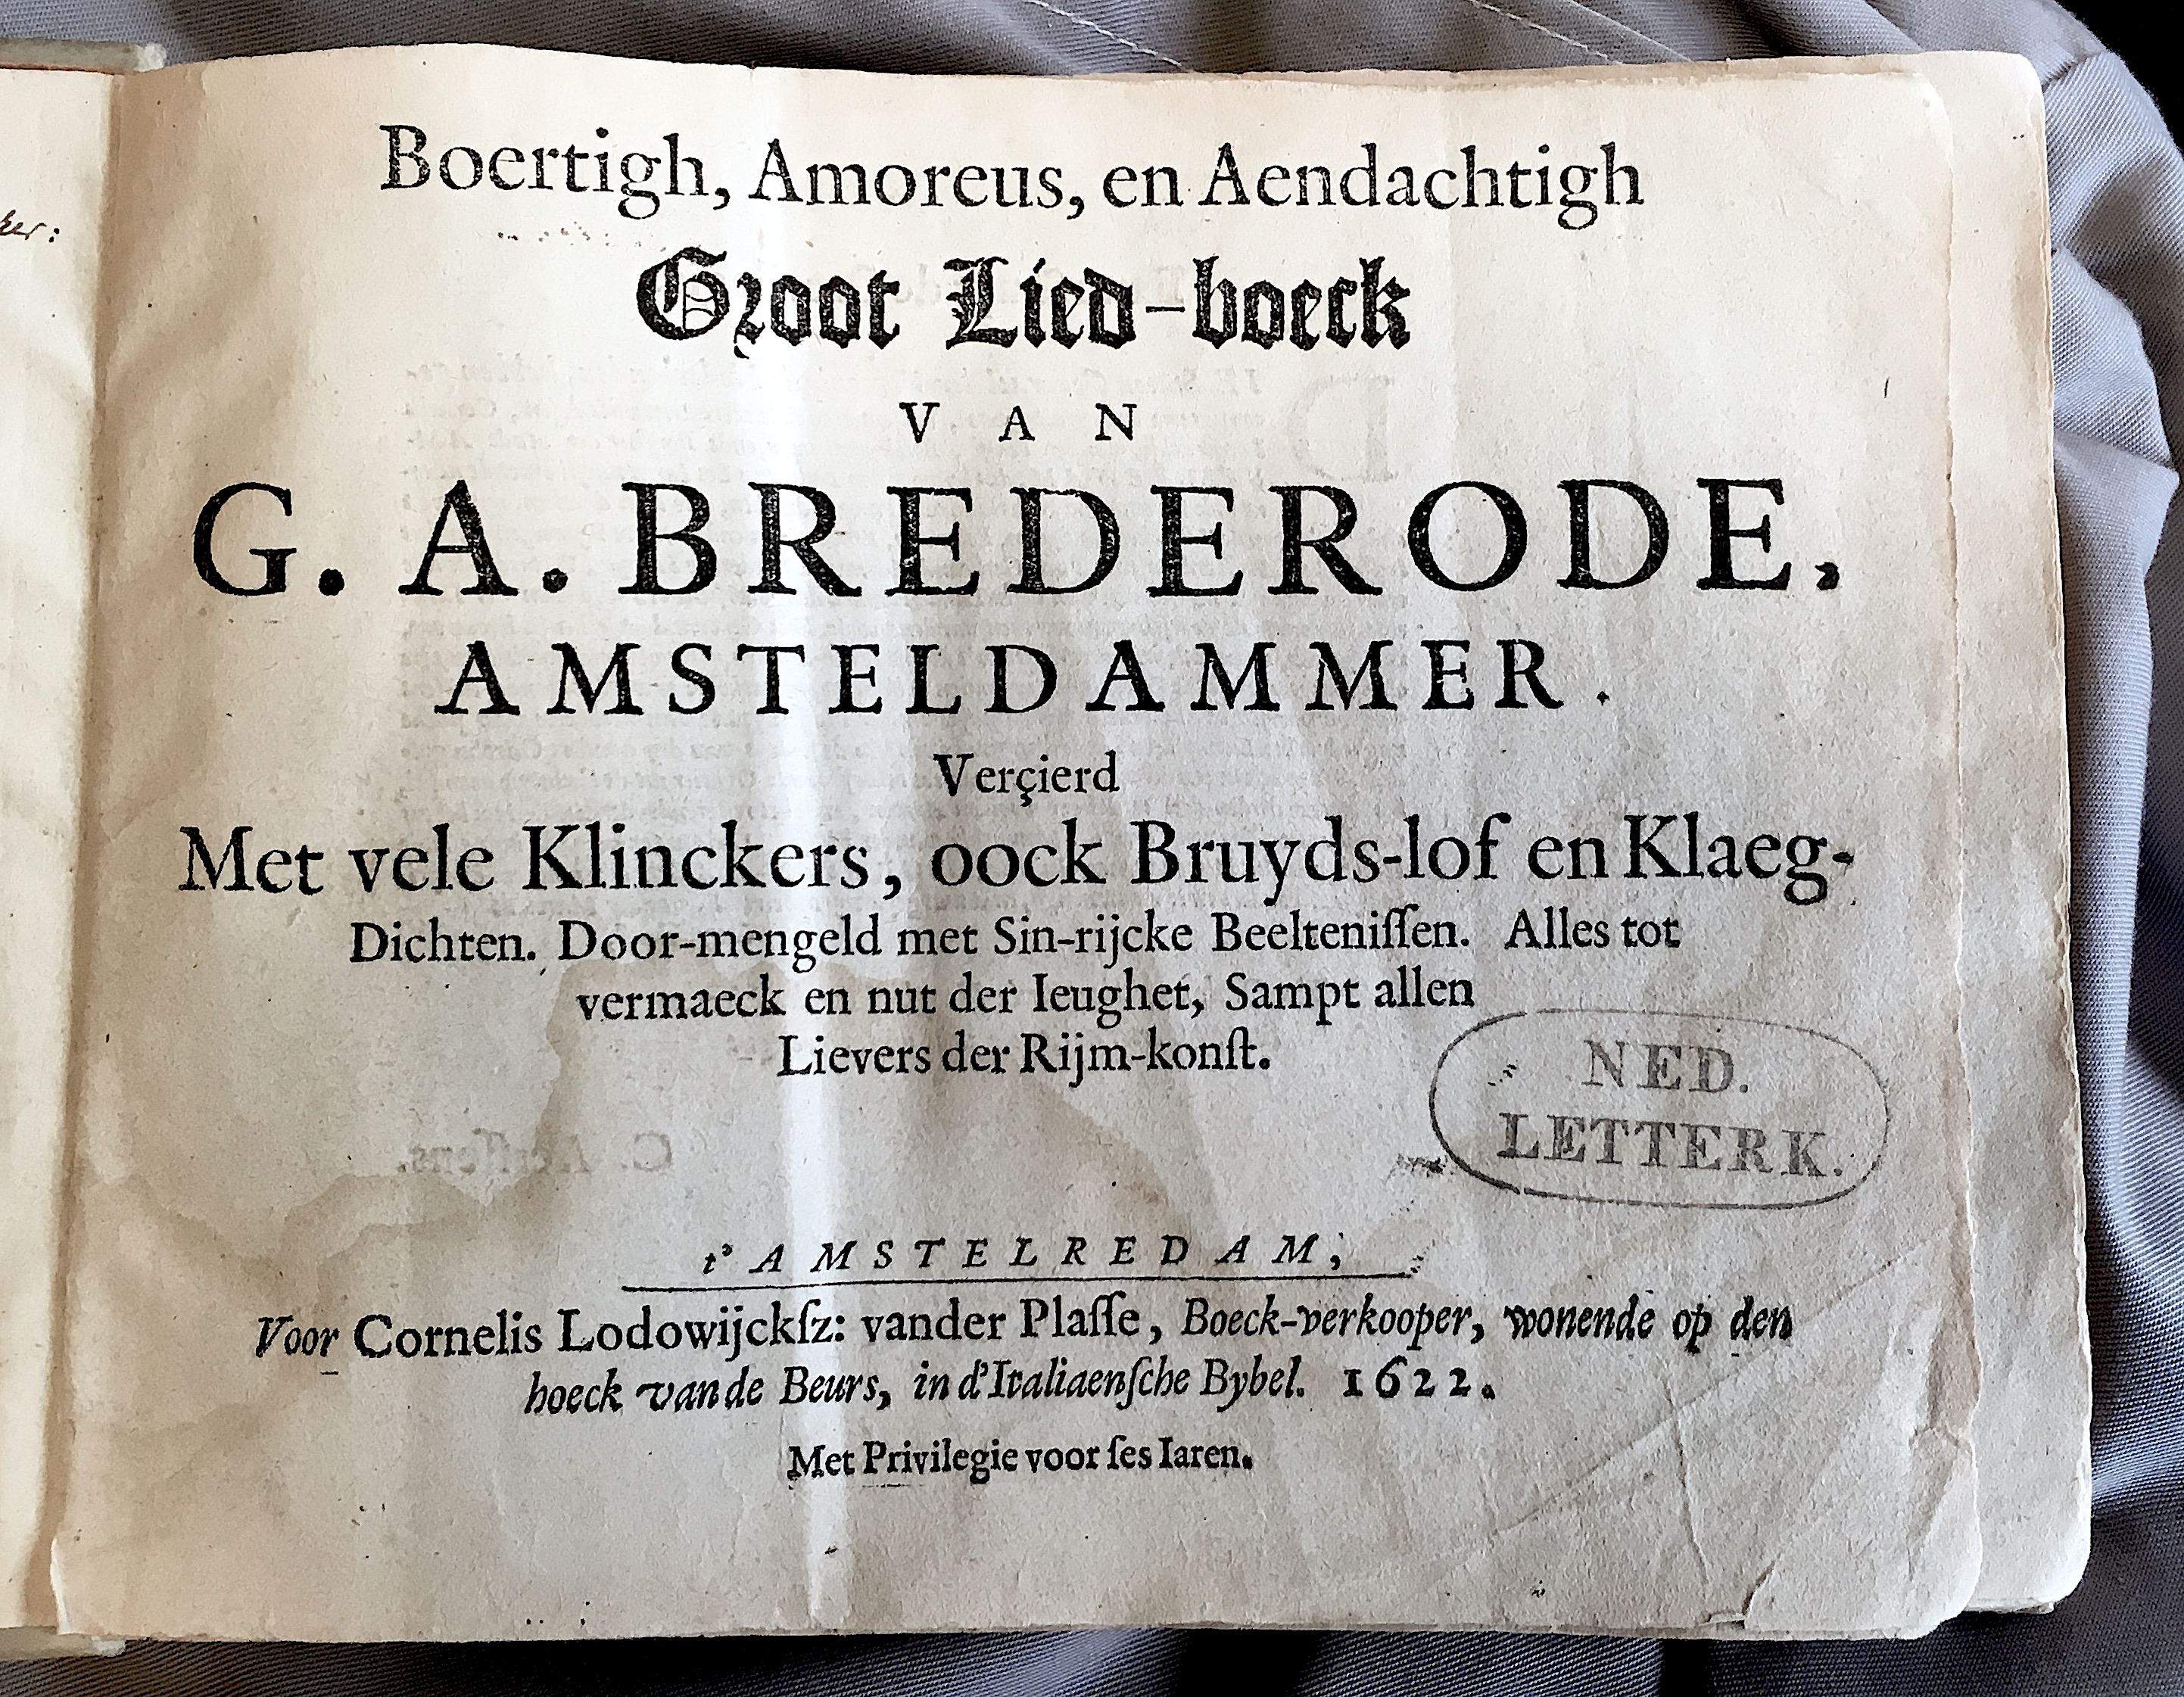 Boertigh, Amoreus, en Aendachtigh
Groot Lied-boeck
VAN
G. A. BREDERODE,
AMSTELDAMMER.
Verçierd
Met vele Klinckers, oock Bruyds-lof en Klaeg-
Dichten. Door-mengeld met Sin-rijcke Beelteniſſen. Alles tot
vermaeck en nut der Ieughet, Sampt allen
Lievers der Rijm-konſt.
NED.
LETTERK.
t' AMSTELREDAM,
Voor Cornelis Lodowijckſz: vander Plaſſe, Boeck-verkooper, wonende op den
hoeck vande Beurs, in d'Italiaenſche Bybel. 1622.
Met Privilegie voor ſes Iaren.